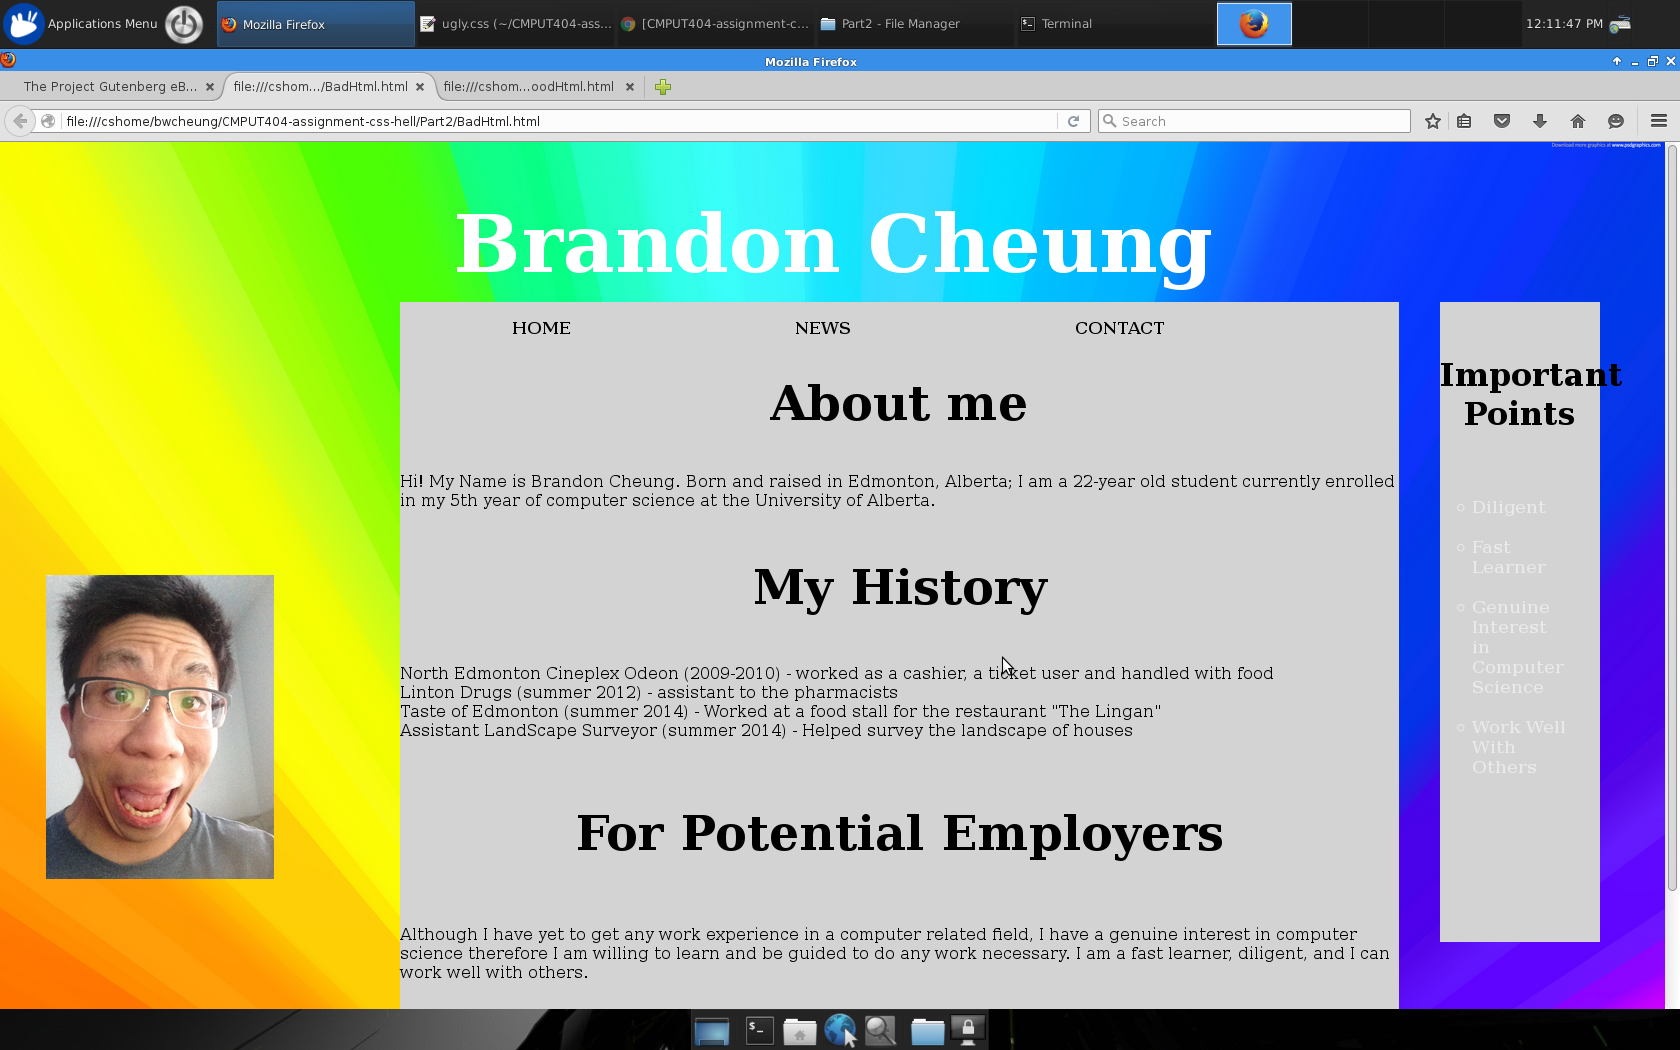 Applications Menu
Mozilla Firefox
ugly.css (~/CMPUT404-ass...
[CMPUT404-assignment-c...
Part2 - File Manager
Terminal
12:11:47 PM
Mozilla Firefox
The Project Gutenberg eB...
file:///cshom.../BadHtml.html
file:///cshom...oodHtml.html
file:///cshome/bwcheung/CMPUT404-assignment-css-hell/Part2/BadHtml.html
Search
Download more graphics at www.psdgraphics.com
Brandon Cheung
HOME
NEWS
CONTACT
About me
Hi! My Name is Brandon Cheung. Born and raised in Edmonton, Alberta; I am a 22-year old student currently enrolled
in my 5th year of computer science at the University of Alberta.
My History
North Edmonton Cineplex Odeon (2009-2010) - worked as a cashier, a ticket user and handled with food
Linton Drugs (summer 2012) - assistant to the pharmacists
Taste of Edmonton (summer 2014) - Worked at a food stall for the restaurant "The Lingan"
Assistant LandScape Surveyor (summer 2014) - Helped survey the landscape of houses
For Potential Employers
Although I have yet to get any work experience in a computer related field, I have a genuine interest in computer
science therefore I am willing to learn and be guided to do any work necessary. I am a fast learner, diligent, and I can
work well with others.
Important
Points
Diligent
Fast
Learner
Genuine
Interest
in
Computer
Science
Work Well
With
Others